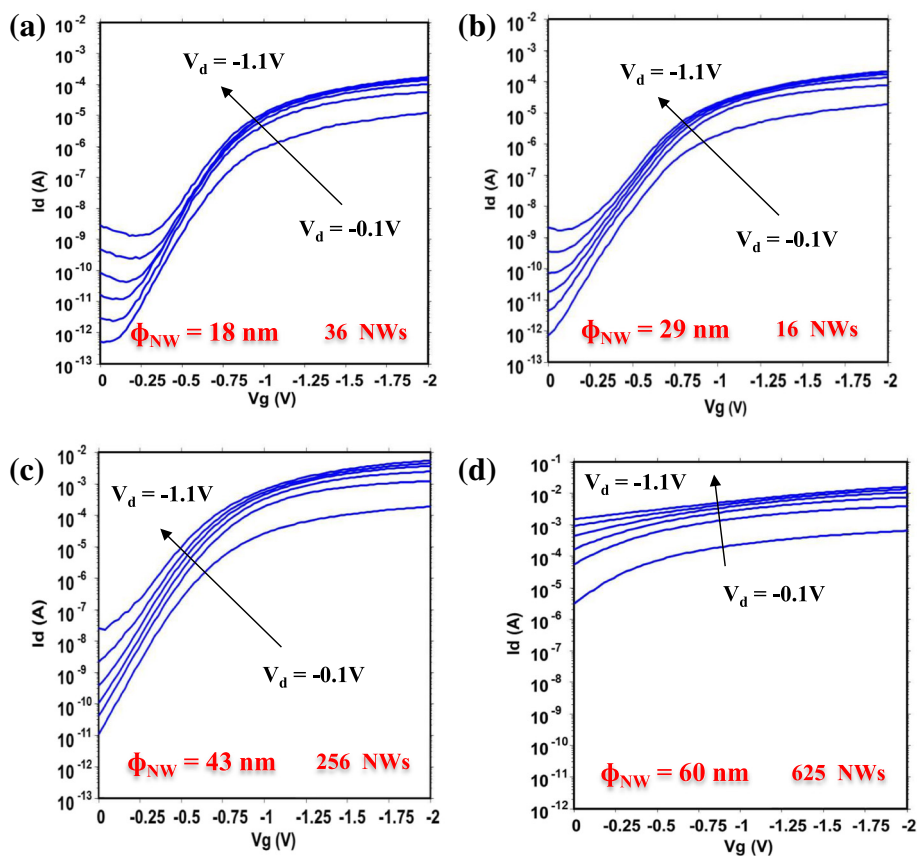 (a)
10⁻²
10⁻³
10⁻⁴
10⁻⁵
10⁻⁶
10⁻⁷
10⁻⁸
10⁻⁹
10⁻¹⁰
10⁻¹¹
10⁻¹²
10⁻¹³
Id (A)
V_d = -1.1V
V_d = -0.1V
ϕ_NW = 18 nm 36 NWs
0 -0.25 -0.5 -0.75 -1 -1.25 -1.5 -1.75 -2
Vg (V)
(b)
10⁻²
10⁻³
10⁻⁴
10⁻⁵
10⁻⁶
10⁻⁷
10⁻⁸
10⁻⁹
10⁻¹⁰
10⁻¹¹
10⁻¹²
10⁻¹³
Id (A)
V_d = -1.1V
V_d = -0.1V
ϕ_NW = 29 nm 16 NWs
0 -0.25 -0.5 -0.75 -1 -1.25 -1.5 -1.75 -2
Vg (V)
(c)
10⁻²
10⁻³
10⁻⁴
10⁻⁵
10⁻⁶
10⁻⁷
10⁻⁸
10⁻⁹
10⁻¹⁰
10⁻¹¹
10⁻¹²
10⁻¹³
Id (A)
V_d = -1.1V
V_d = -0.1V
ϕ_NW = 43 nm 256 NWs
0 -0.25 -0.5 -0.75 -1 -1.25 -1.5 -1.75 -2
Vg (V)
(d)
10⁻¹
10⁻²
10⁻³
10⁻⁴
10⁻⁵
10⁻⁶
10⁻⁷
10⁻⁸
10⁻⁹
10⁻¹⁰
10⁻¹¹
10⁻¹²
Id (A)
V_d = -1.1V
V_d = -0.1V
ϕ_NW = 60 nm 625 NWs
0 -0.25 -0.5 -0.75 -1 -1.25 -1.5 -1.75 -2
Vg (V)